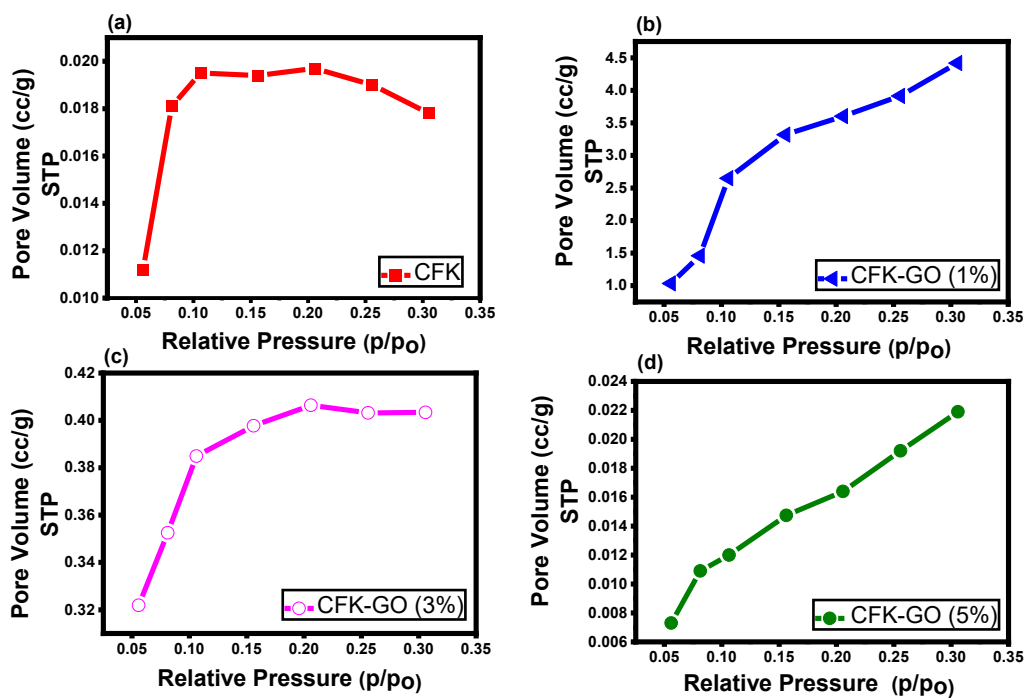 (a)
Pore Volume (cc/g)
STP
0.020
0.018
0.016
0.014
0.012
0.010
CFK
0.05 0.10 0.15 0.20 0.25 0.30 0.35
Relative Pressure (p/po)
(b)
Pore Volume (cc/g)
STP
4.5
4.0
3.5
3.0
2.5
2.0
1.5
1.0
CFK-GO (1%)
0.05 0.10 0.15 0.20 0.25 0.30 0.35
Relative Pressure (p/po)
(c)
Pore Volume (cc/g)
STP
0.42
0.40
0.38
0.36
0.34
0.32
CFK-GO (3%)
0.05 0.10 0.15 0.20 0.25 0.30 0.35
Relative Pressure (p/po)
(d)
Pore Volume (cc/g)
STP
0.024
0.022
0.020
0.018
0.016
0.014
0.012
0.010
0.008
0.006
CFK-GO (5%)
0.05 0.10 0.15 0.20 0.25 0.30 0.35
Relative Pressure (p/po)